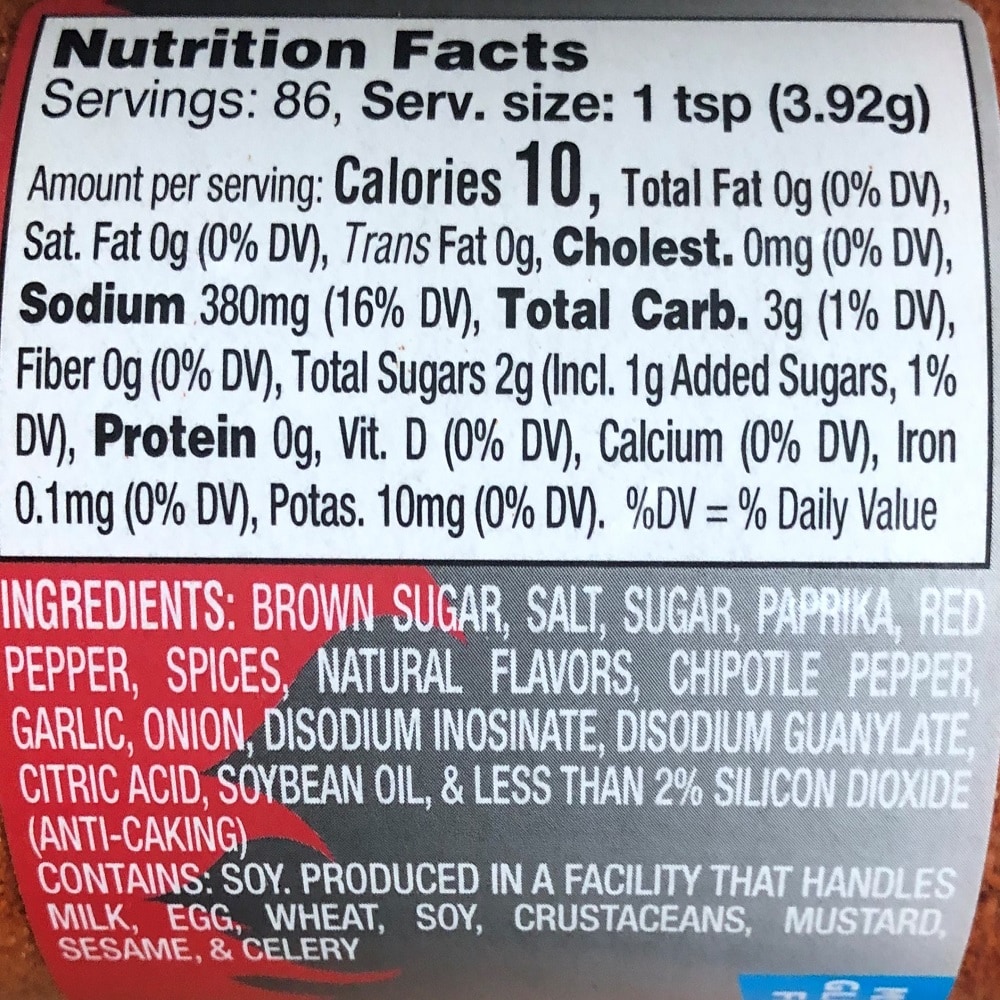 Nutrition Facts
Servings: 86, Serv. size: 1 tsp (3.92g)
Amount per serving: Calories 10, Total Fat 0g (0% DV),
Sat. Fat 0g (0% DV), Trans Fat 0g, Cholest. 0mg (0% DV),
Sodium 380mg (16% DV), Total Carb. 3g (1% DV),
Fiber 0g (0% DV), Total Sugars 2g (Incl. 1g Added Sugars, 1%
DV), Protein 0g, Vit. D (0% DV), Calcium (0% DV), Iron
0.1mg (0% DV), Potas. 10mg (0% DV). %DV = % Daily Value
INGREDIENTS: BROWN SUGAR, SALT, SUGAR, PAPRIKA, RED
PEPPER, SPICES, NATURAL FLAVORS, CHIPOTLE PEPPER,
GARLIC, ONION, DISODIUM INOSINATE, DISODIUM GUANYLATE,
CITRIC ACID, SOYBEAN OIL, & LESS THAN 2% SILICON DIOXIDE
(ANTI-CAKING)
CONTAINS: SOY. PRODUCED IN A FACILITY THAT HANDLES
MILK, EGG, WHEAT, SOY, CRUSTACEANS, MUSTARD,
SESAME, & CELERY